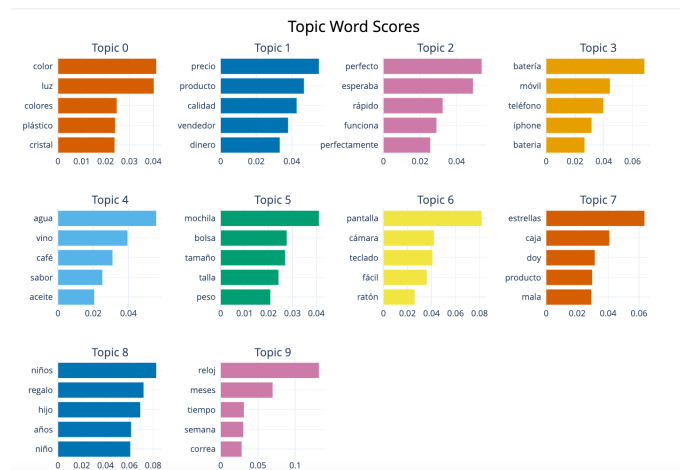 Topic Word Scores
Topic 0
color
luz
colores
plástico
cristal
0 0.01 0.02 0.03 0.04
Topic 1
precio
producto
calidad
vendedor
dinero
0 0.02 0.04
Topic 2
perfecto
esperaba
rápido
funciona
perfectamente
0 0.02 0.04
Topic 3
batería
móvil
teléfono
iphone
bateria
0 0.02 0.04 0.06
Topic 4
agua
vino
café
sabor
aceite
0 0.02 0.04
Topic 5
mochila
bolsa
tamaño
talla
peso
0 0.01 0.02 0.03 0.04
Topic 6
pantalla
cámara
teclado
fácil
ratón
0 0.02 0.04 0.06 0.08
Topic 7
estrellas
caja
doy
producto
mala
0 0.02 0.04 0.06
Topic 8
niños
regalo
hijo
años
niño
0 0.02 0.04 0.06 0.08
Topic 9
reloj
meses
tiempo
semana
correa
0 0.05 0.1